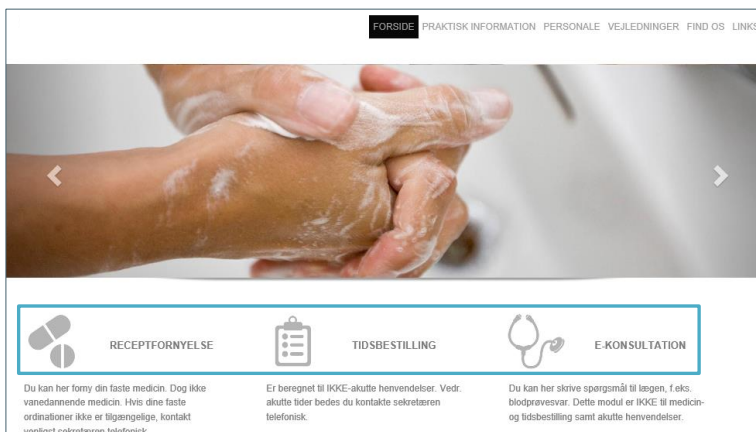 FORSIDE PRAKTISK INFORMATION PERSONALE VEJLEDNINGER FIND OS LINKS
RECEPTFORNYELSE
TIDSBESTILLING
E-KONSULTATION
Du kan her forny din faste medicin. Dog ikke
vanedannende medicin. Hvis dine faste
ordinationer ikke er tilgængelige, kontakt
venligst sekretæren telefonisk.
Er beregnet til IKKE-akutte henvendelser. Vedr.
akutte tider bedes du kontakte sekretæren
telefonisk.
Du kan her skrive spørgsmål til lægen, f.eks.
blodprøvesvar. Dette modul er IKKE til medicin-
og tidsbestilling samt akutte henvendelser.